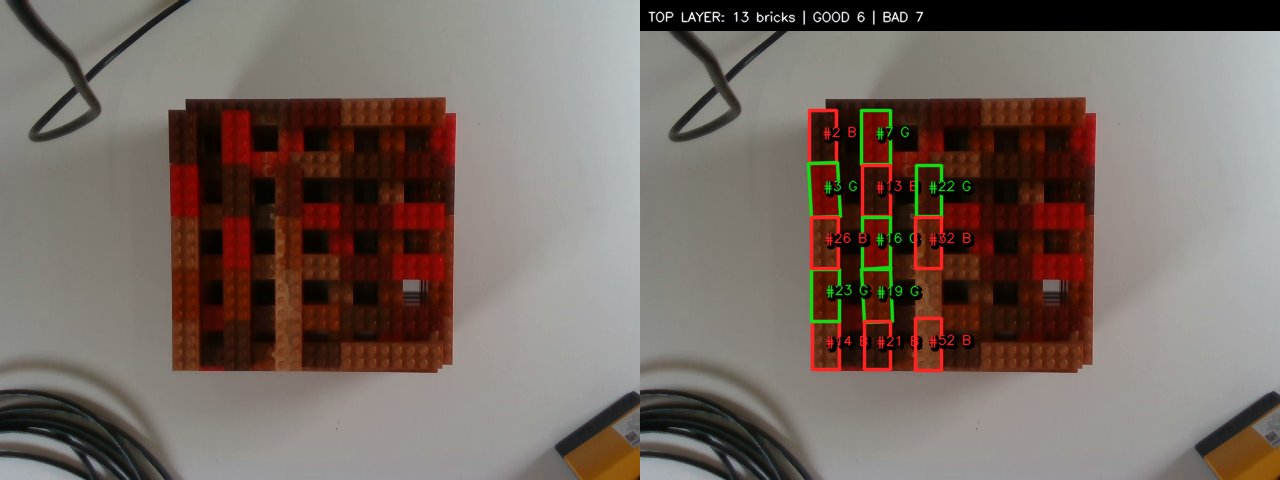 TOP LAYER: 13 bricks | GOOD 6 | BAD 7
#2 B #7 G
#3 G #13 B #22 G
#26 B #16 G #32 B
#23 G #19 G
#14 B #21 B #52 B